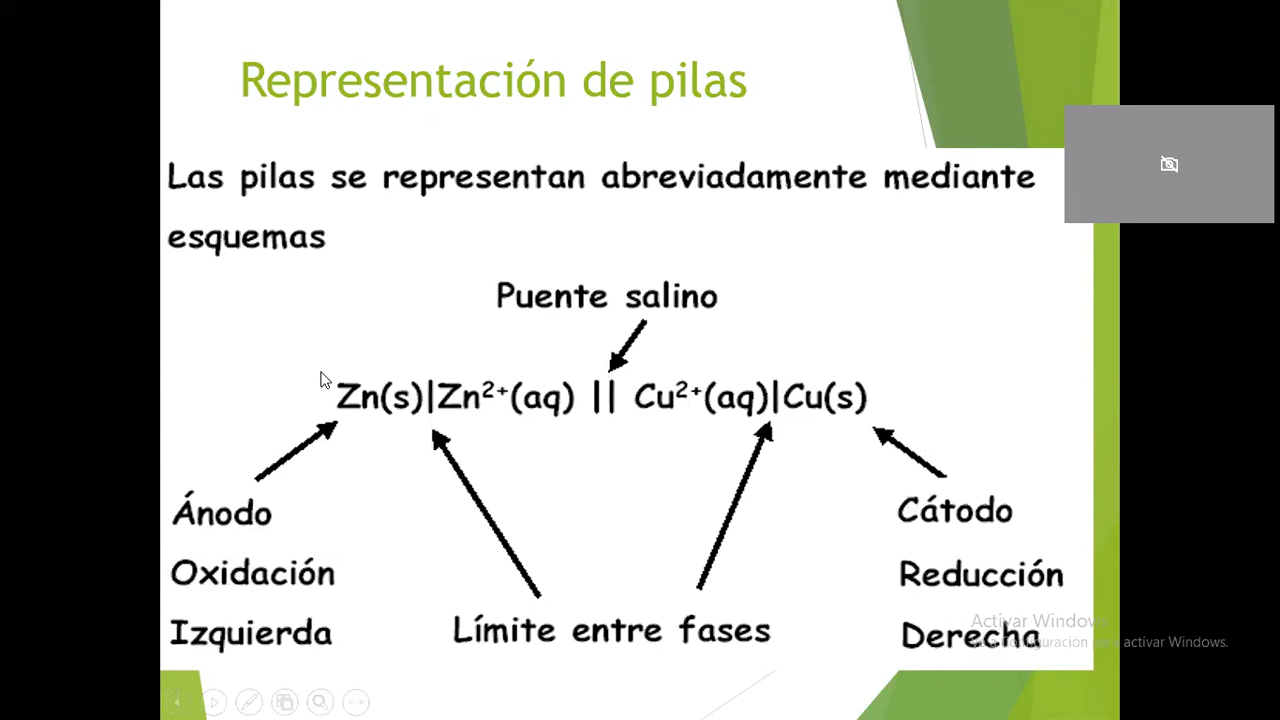 Representación de pilas
Las pilas se representan abreviadamente mediante
esquemas
Puente salino
Zn(s)|Zn²⁺(aq) || Cu²⁺(aq)|Cu(s)
Ánodo
Oxidación
Izquierda
Límite entre fases
Cátodo
Reducción
Derecha
Activar Windows
Ve a Configuración para activar Windows.